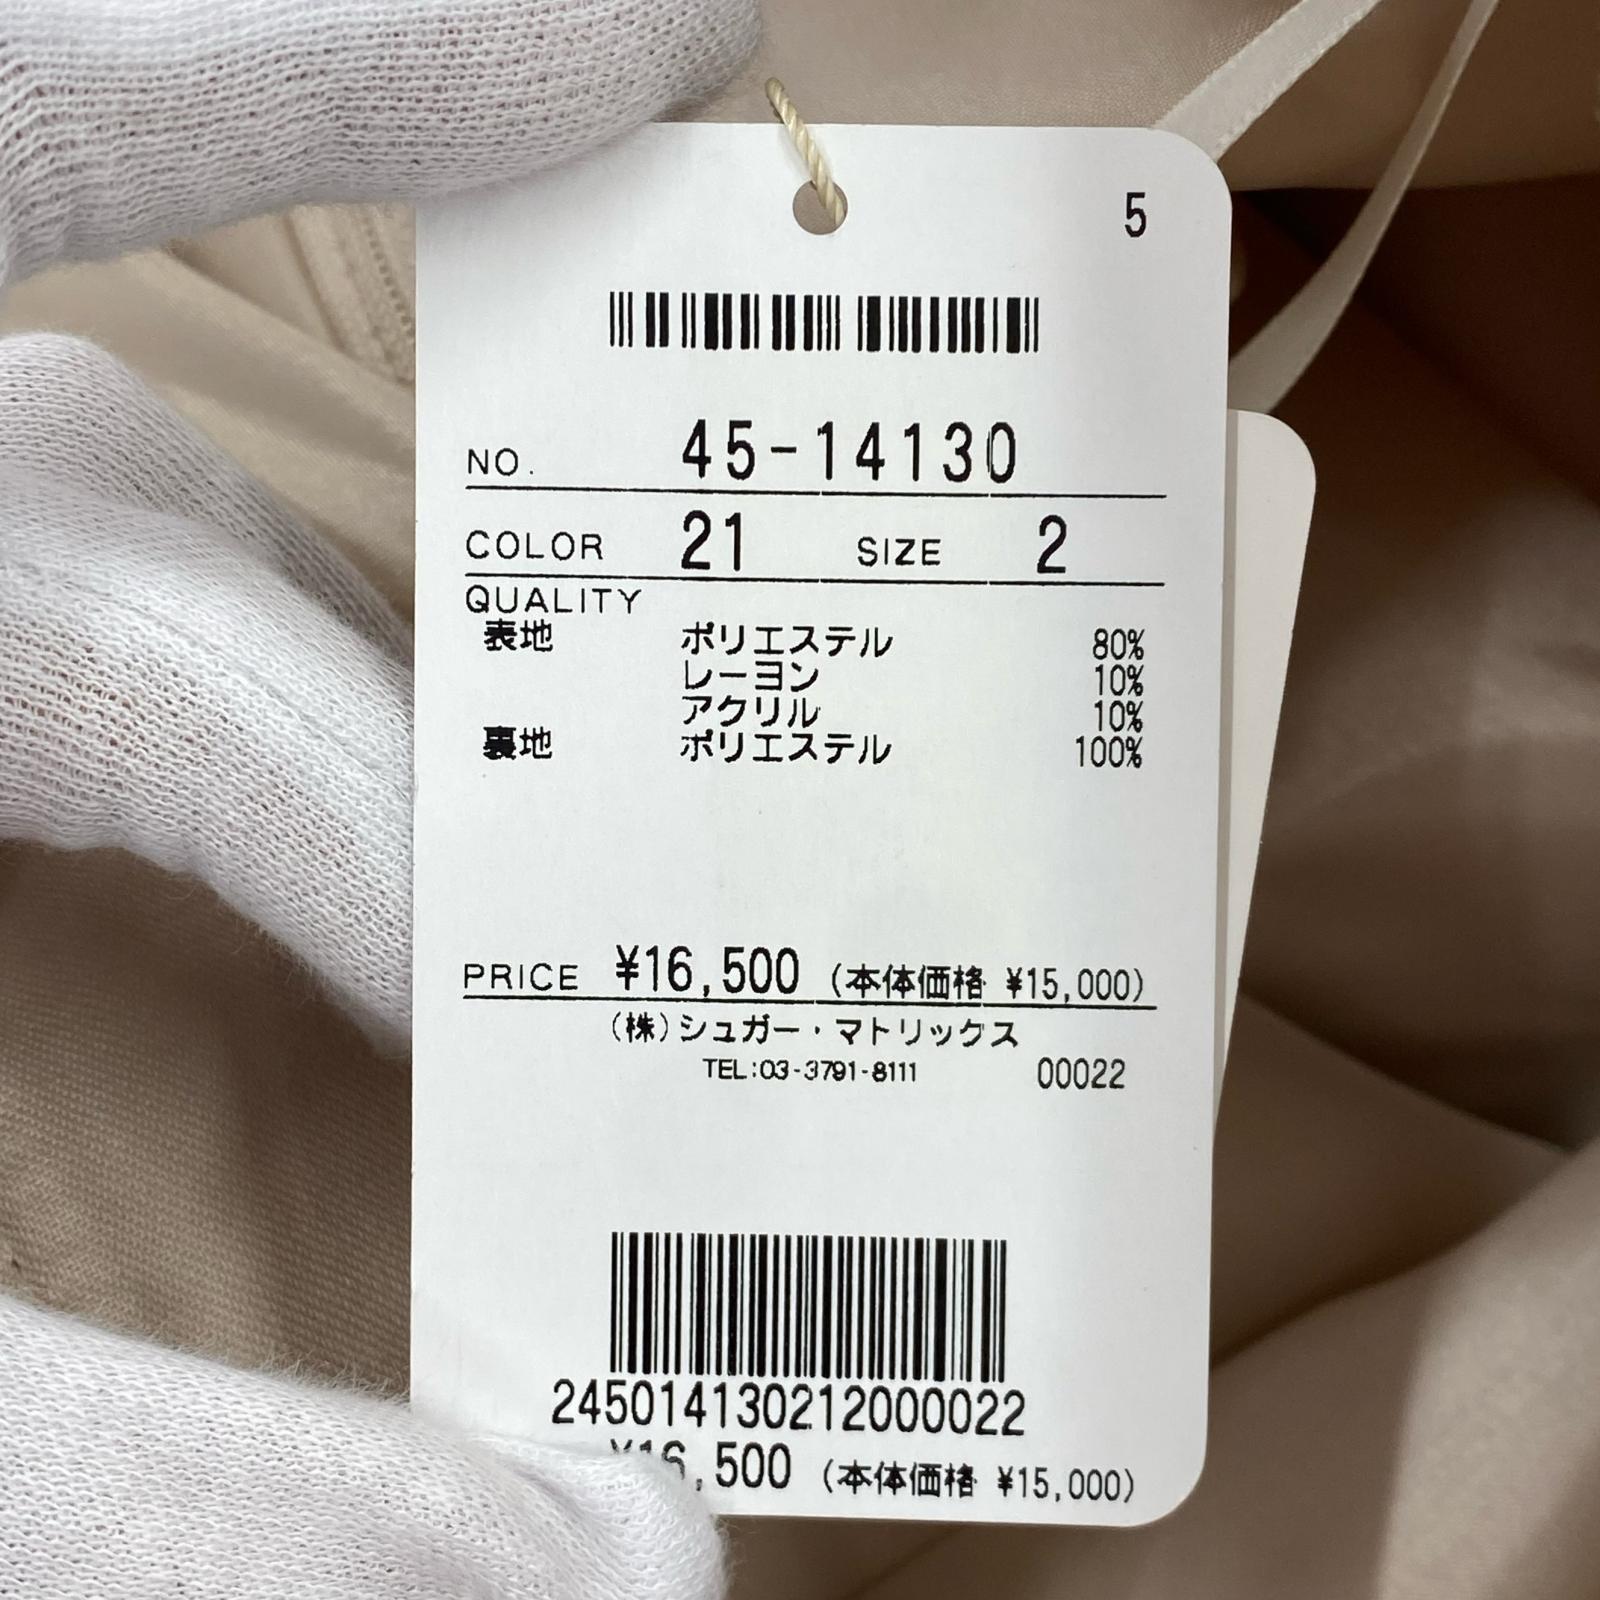 5
NO. 45-14130
COLOR 21 SIZE 2
QUALITY
表地 ポリエステル 80%
レーヨン 10%
アクリル 10%
裏地 ポリエステル 100%
PRICE ¥16,500 (本体価格 ¥15,000)
(株)シュガー・マトリックス
TEL:03-3791-8111 00022
245014130212000022
¥16,500 (本体価格 ¥15,000)